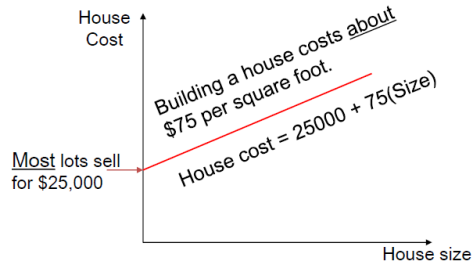 House
Cost
Building a house costs about
$75 per square foot.
House cost = 25000 + 75(Size)
Most lots sell
for $25,000
House size